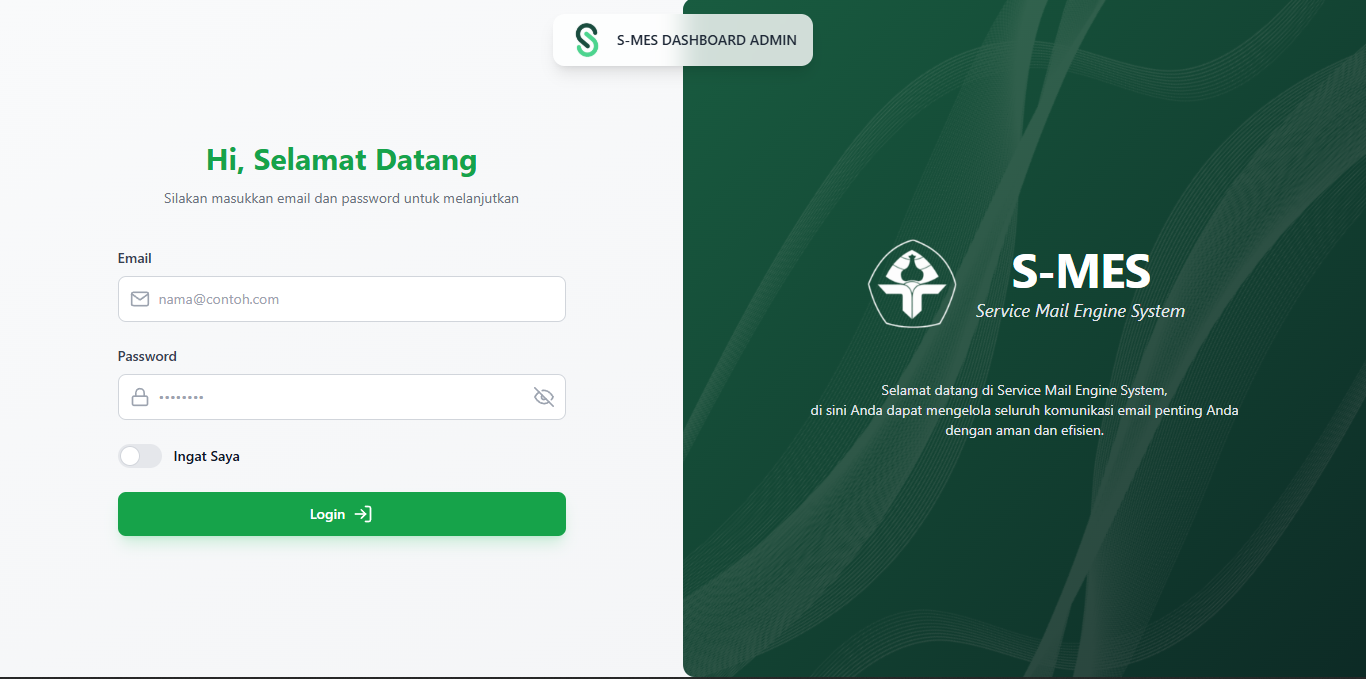 S-MES DASHBOARD ADMIN
Hi, Selamat Datang
Silakan masukkan email dan password untuk melanjutkan
Email
nama@contoh.com
Password
••••••••
Ingat Saya
Login
S-MES
Service Mail Engine System
Selamat datang di Service Mail Engine System,
di sini Anda dapat mengelola seluruh komunikasi email penting Anda
dengan aman dan efisien.